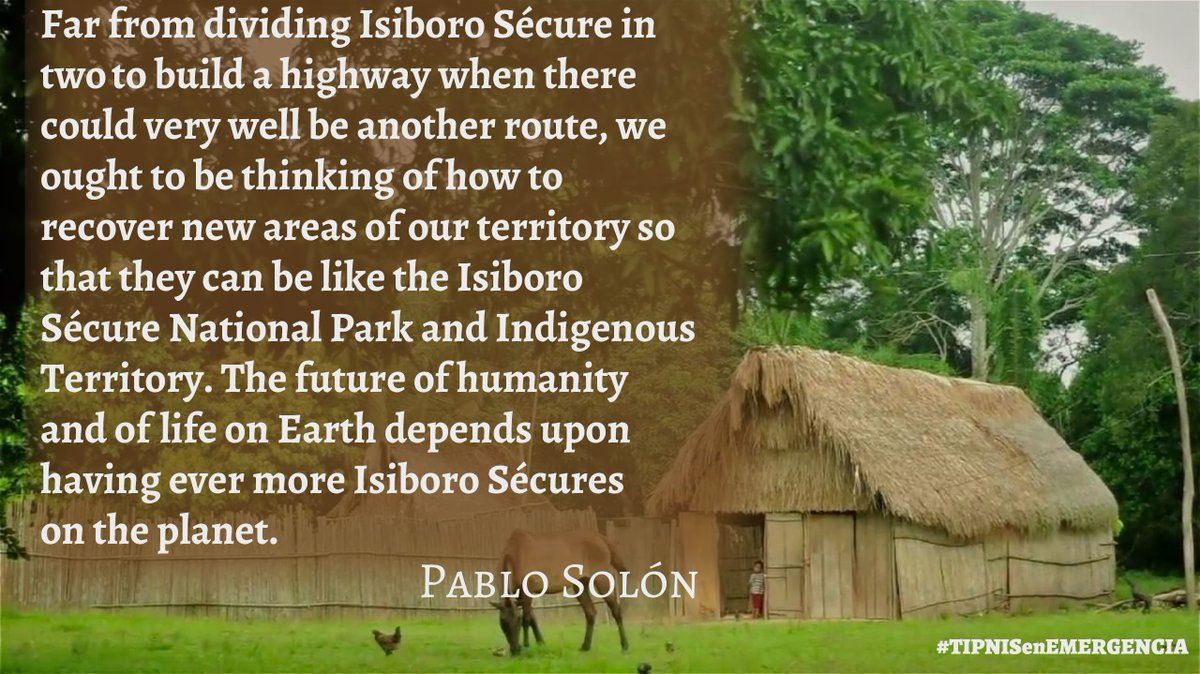 Far from dividing Isiboro Sécure in
two to build a highway when there
could very well be another route, we
ought to be thinking of how to
recover new areas of our territory so
that they can be like the Isiboro
Sécure National Park and Indigenous
Territory. The future of humanity
and of life on Earth depends upon
having ever more Isiboro Sécures
on the planet.
Pablo Solón
#TIPNISenEMERGENCIA